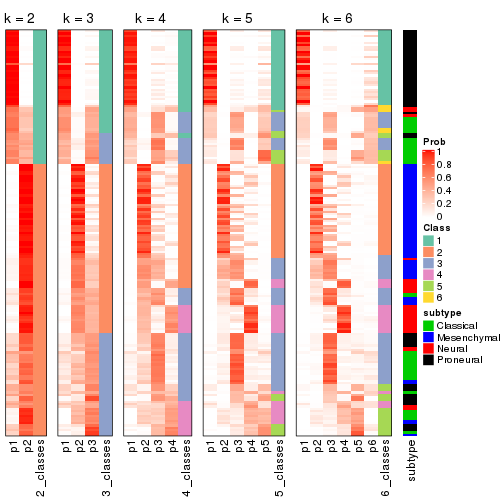 k = 2
k = 3
k = 4
k = 5
k = 6
Prob
1
0.8
0.6
0.4
0.2
0
Class
1
2
3
4
5
6
subtype
Classical
Mesenchymal
Neural
Proneural
p1
p2
2_classes
p1
p2
p3
3_classes
p1
p2
p3
p4
4_classes
p1
p2
p3
p4
p5
5_classes
p1
p2
p3
p4
p5
p6
6_classes
subtype